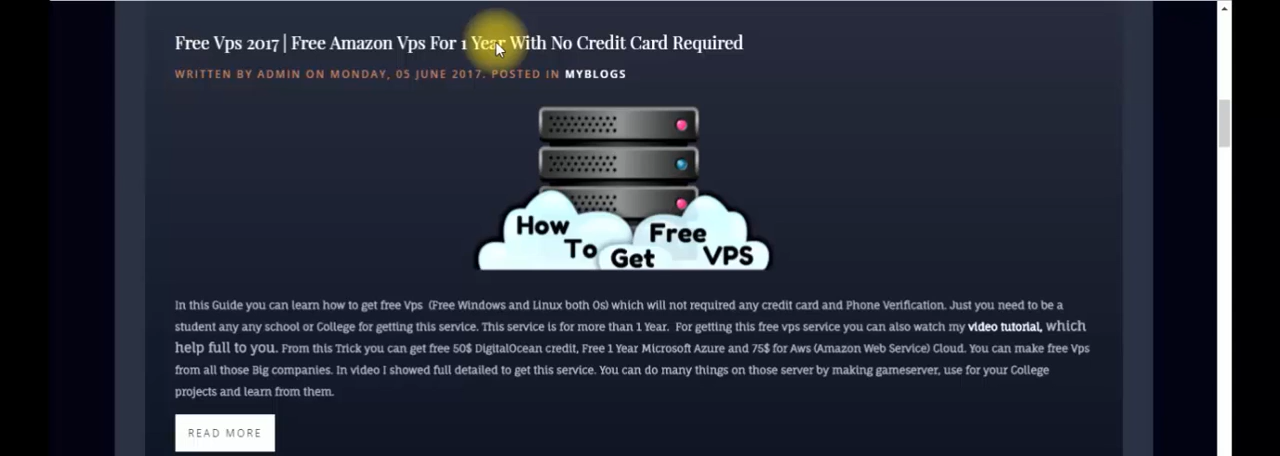 Free Vps 2017 | Free Amazon Vps For 1 Year With No Credit Card Required
WRITTEN BY ADMIN ON MONDAY, 05 JUNE 2017. POSTED IN MYBLOGS
How To Get Free VPS
In this Guide you can learn how to get free Vps (Free Windows and Linux both Os) which will not required any credit card and Phone Verification. Just you need to be a
student any any school or College for getting this service. This service is for more than 1 Year. For getting this free vps service you can also watch my video tutorial, which
help full to you. From this Trick you can get free 50$ DigitalOcean credit, Free 1 Year Microsoft Azure and 75$ for Aws (Amazon Web Service) Cloud. You can make free Vps
from all those Big companies. In video I showed full detailed to get this service. You can do many things on those server by making gameserver, use for your College
projects and learn from them.
READ MORE